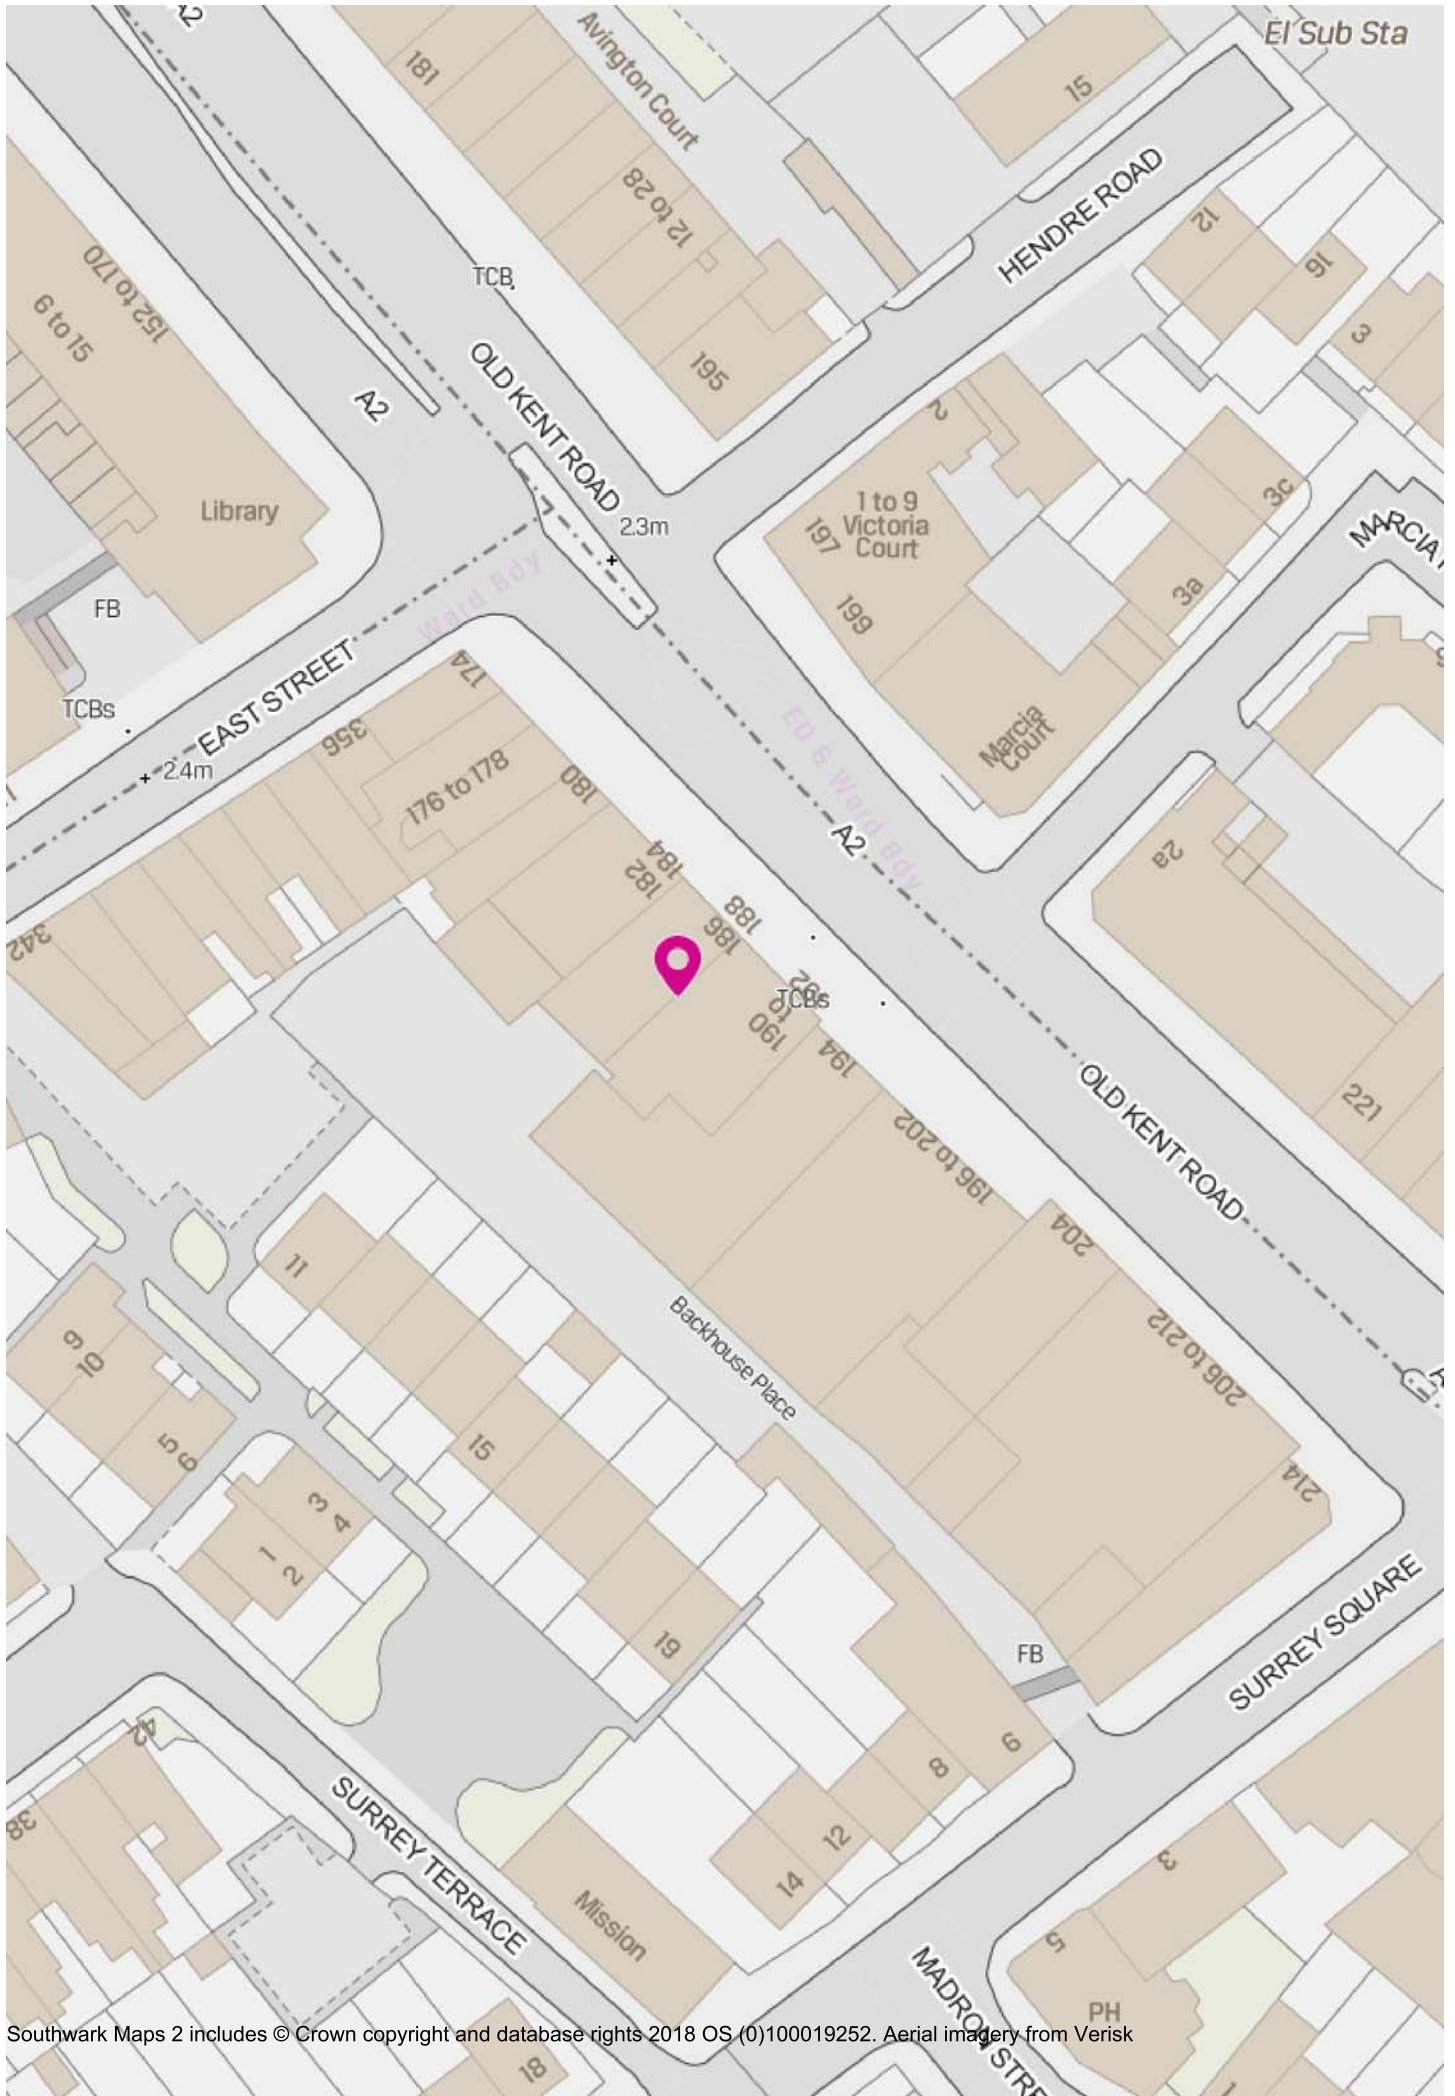 A2
181
Avington Court
El Sub Sta
15
HENDRE ROAD
12 to 28
12
16
3
152 to 170
9 to 15
TCB
OLD KENT ROAD
195
A2
2
Library
1 to 9
Victoria
Court
197
199
3c
3a
2.3m
FB
Ward Bdy
EAST STREET
TCBs
2.4m
174
356
176 to 178
180
Marcia
Court
ED & Ward Bdy
A2
2a
184
182
188
186
342
TCBs
190 to 192
194
OLD KENT ROAD
221
196 to 202
204
206 to 212
214
11
Backhouse Place
9
10
15
5
6
3
4
1
2
19
FB
SURREY SQUARE
42
38
SURREY TERRACE
6
8
12
14
Mission
3
5
MADRON STRE
PH
Southwark Maps 2 includes © Crown copyright and database rights 2018 OS (0)100019252. Aerial imagery from Verisk
18
1